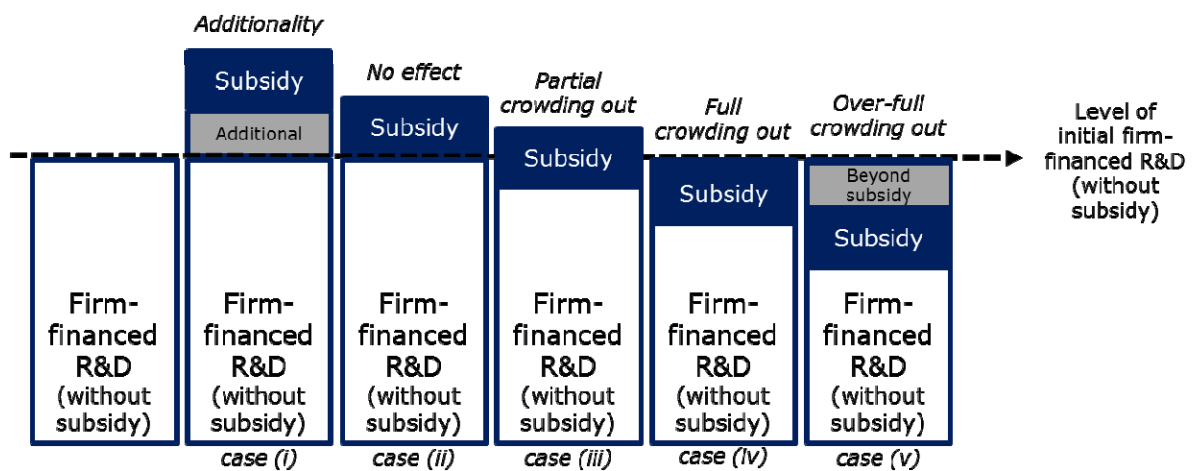 Additionality
Subsidy
Additional
No effect
Subsidy
Partial
crowding out
Subsidy
Full
crowding out
Subsidy
Over-full
crowding out
Beyond
subsidy
Subsidy
Level of
initial firm-
financed R&D
(without
subsidy)
Firm-
financed
R&D
(without
subsidy)
Firm-
financed
R&D
(without
subsidy)
case (i)
Firm-
financed
R&D
(without
subsidy)
case (ii)
Firm-
financed
R&D
(without
subsidy)
case (iii)
Firm-
financed
R&D
(without
subsidy)
case (iv)
Firm-
financed
R&D
(without
subsidy)
case (v)